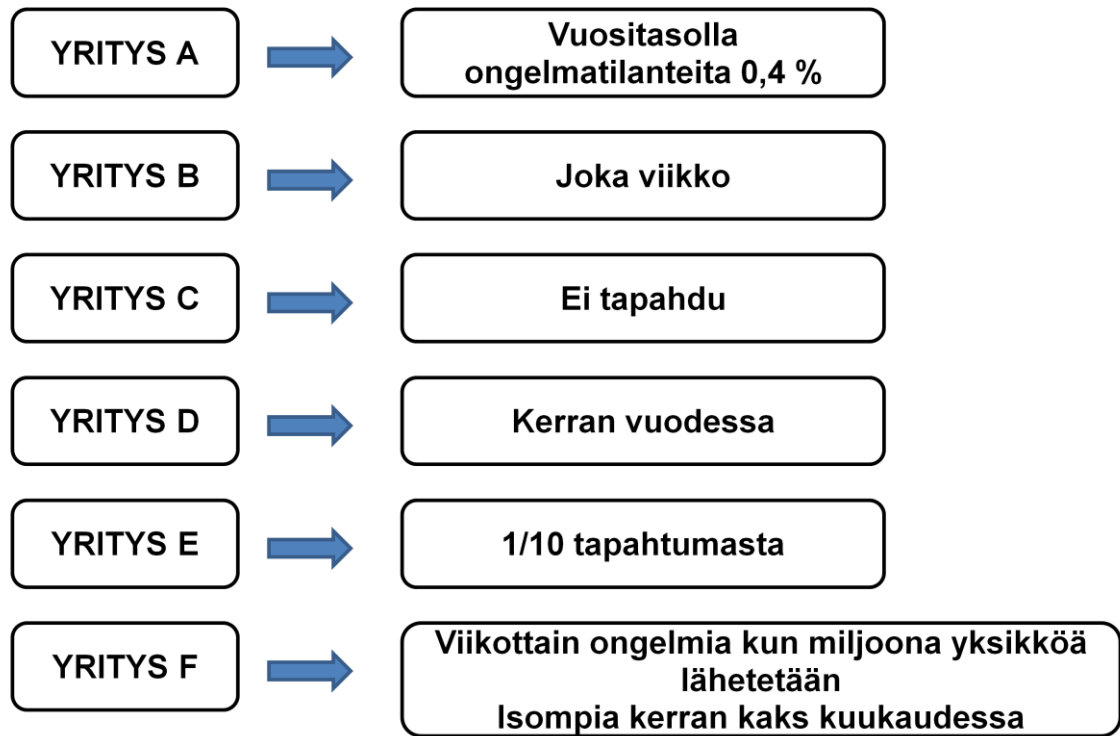 YRITYS A
Vuositasolla
ongelmatilanteita 0,4 %
YRITYS B
Joka viikko
YRITYS C
Ei tapahdu
YRITYS D
Kerran vuodessa
YRITYS E
1/10 tapahtumasta
YRITYS F
Viikottain ongelmia kun miljoona yksikköä
lähetetään
Isompia kerran kaks kuukaudessa